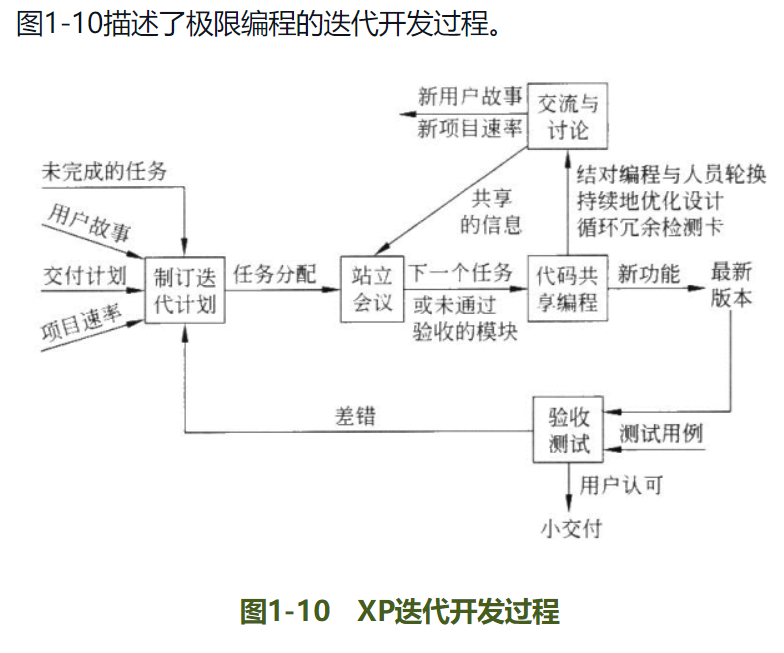 图1-10描述了极限编程的迭代开发过程。
新用户故事
新项目速率
交流与
讨论
未完成的任务
用户故事
交付计划
项目速率
共享
的信息
结对编程与人员轮换
持续地优化设计
循环冗余检测卡
制订迭
代计划
任务分配
站立
会议
下一个任务
或未通过
验收的模块
代码共
享编程
新功能
最新
版本
差错
验收
测试
测试用例
用户认可
小交付
图1-10 XP迭代开发过程